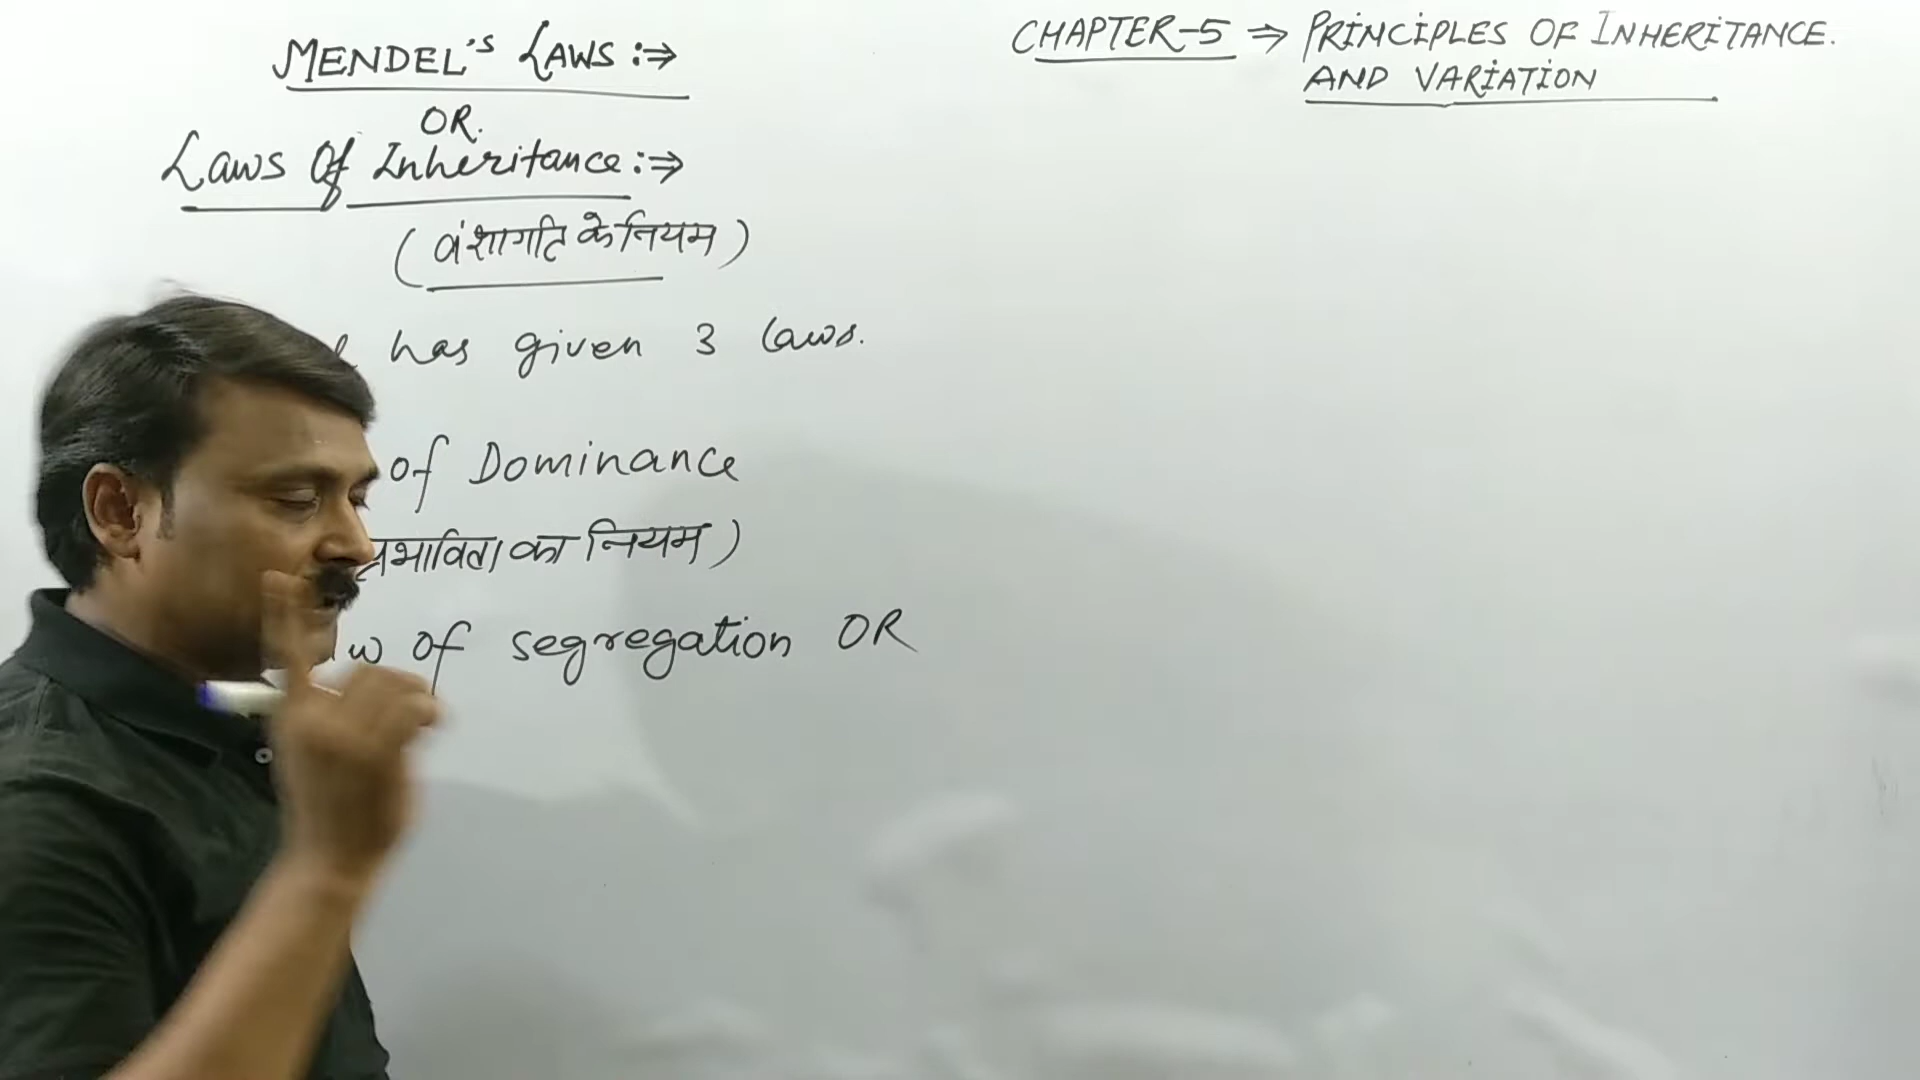 MENDEL's LAWS :⇒
OR.
Laws Of Inheritance :⇒
(वंशागति के नियम)
has given 3 laws.
of Dominance
का नियम)
of segregation OR
CHAPTER-5 ⇒ PRINCIPLES OF INHERITANCE.
AND VARIATION